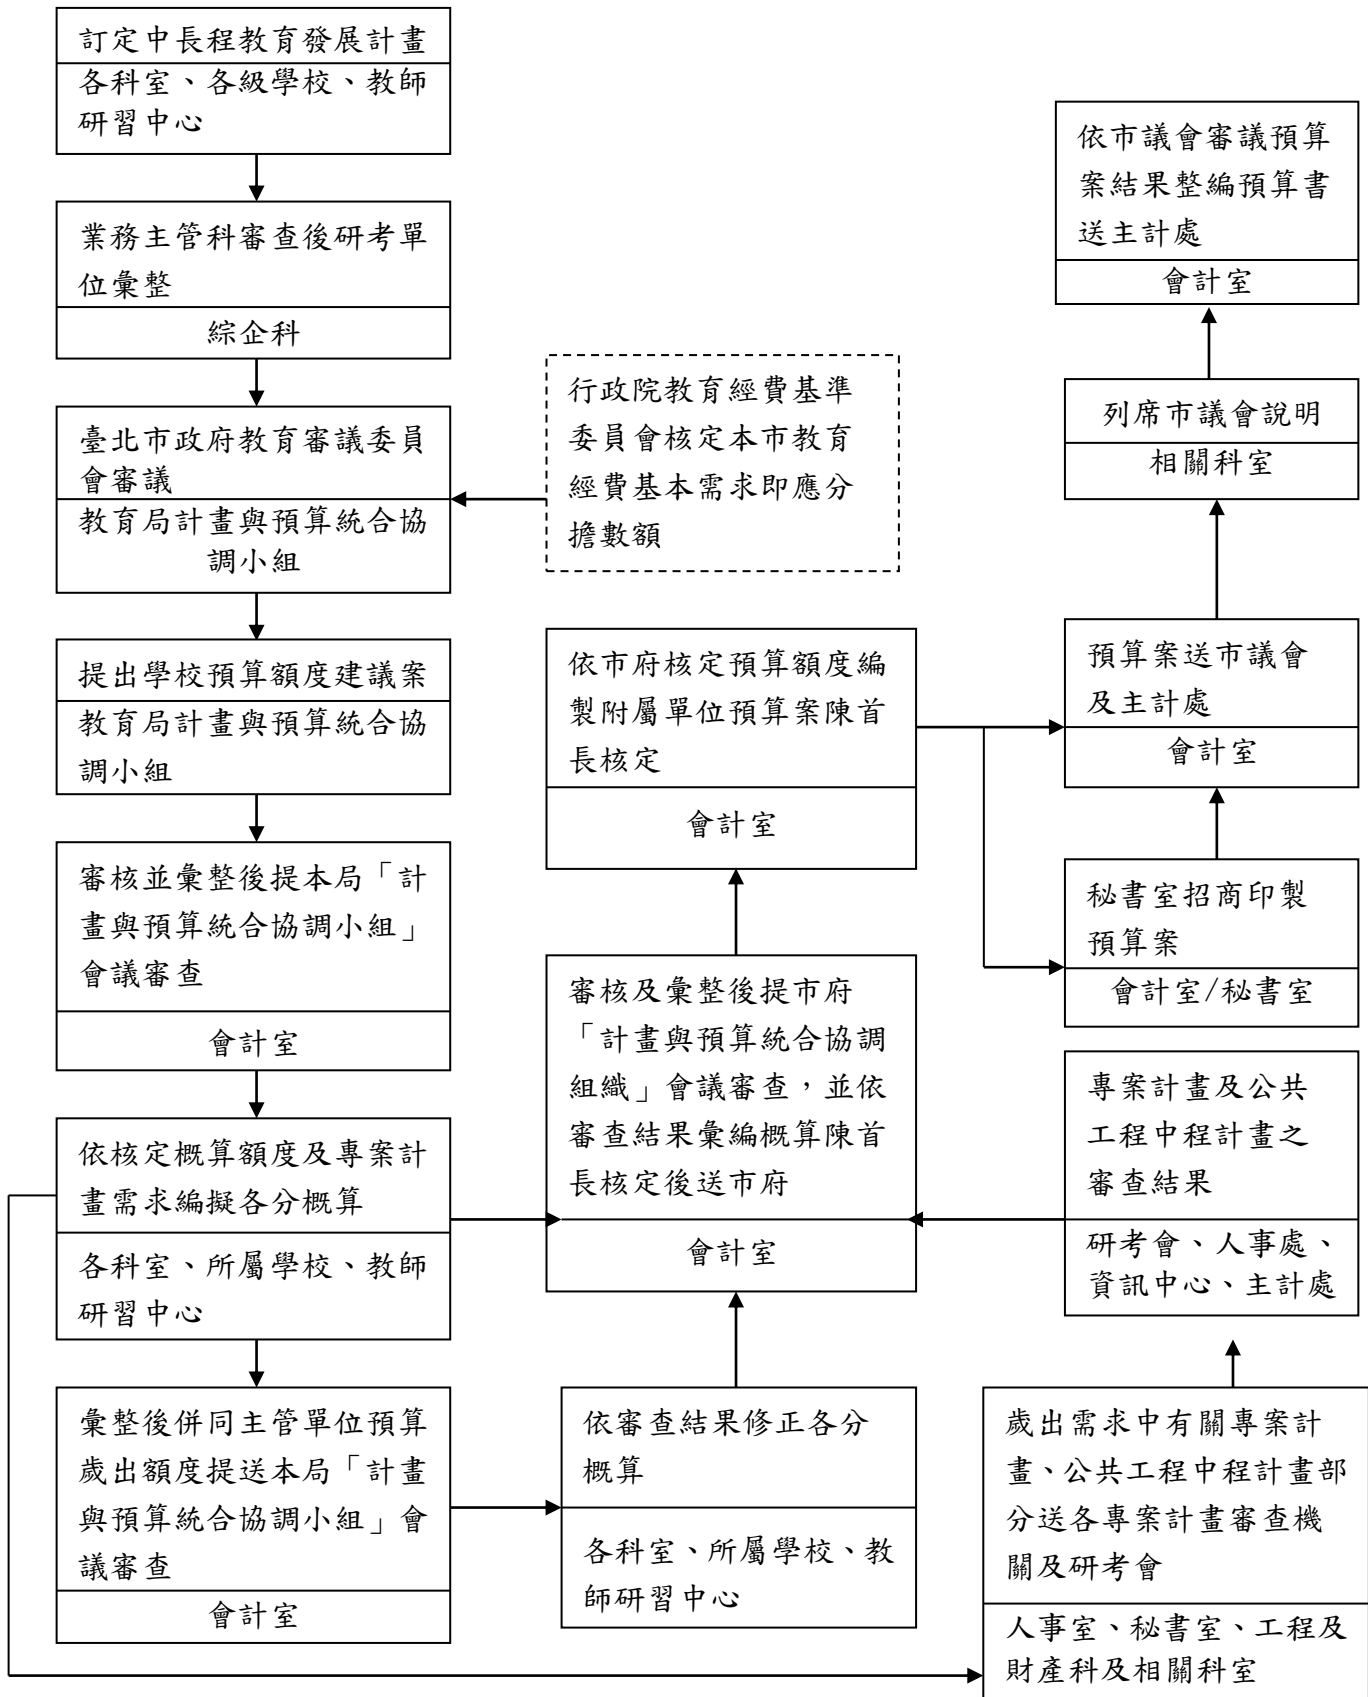 訂定中長程教育發展計畫
各科室、各級學校、教師
研習中心
業務主管科審查後研考單
位彙整
綜企科
臺北市政府教育審議委員
會審議
教育局計畫與預算統合協
調小組
提出學校預算額度建議案
教育局計畫與預算統合協
調小組
審核並彙整後提本局「計
畫與預算統合協調小組」
會議審查
會計室
依核定概算額度及專案計
畫需求編擬各分概算
各科室、所屬學校、教師
研習中心
彙整後併同主管單位預算
歲出額度提送本局「計畫
與預算統合協調小組」會
議審查
會計室
行政院教育經費基準
委員會核定本市教育
經費基本需求即應分
擔數額
依市府核定預算額度編
製附屬單位預算案陳首
長核定
會計室
審核及彙整後提市府
「計畫與預算統合協調
組織」會議審查，並依
審查結果彙編概算陳首
長核定後送市府
會計室
依審查結果修正各分
概算
各科室、所屬學校、教
師研習中心
依市議會審議預算
案結果整編預算書
送主計處
會計室
列席市議會說明
相關科室
預算案送市議會
及主計處
會計室
秘書室招商印製
預算案
會計室/秘書室
專案計畫及公共
工程中程計畫之
審查結果
研考會、人事處、
資訊中心、主計處
歲出需求中有關專案計
畫、公共工程中程計畫部
分送各專案計畫審查機
關及研考會
人事室、秘書室、工程及
財產科及相關科室